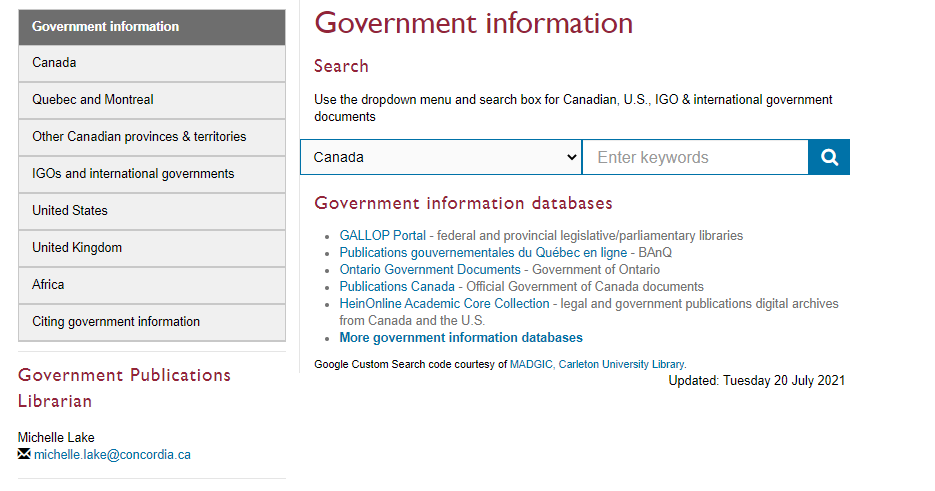 Government information
Canada
Quebec and Montreal
Other Canadian provinces & territories
IGOs and international governments
United States
United Kingdom
Africa
Citing government information
Government Publications
Librarian
Michelle Lake
michelle.lake@concordia.ca
Government information
Search
Use the dropdown menu and search box for Canadian, U.S., IGO & international government
documents
Canada
Enter keywords
Government information databases
GALLOP Portal - federal and provincial legislative/parliamentary libraries
Publications gouvernementales du Québec en ligne - BAnQ
Ontario Government Documents - Government of Ontario
Publications Canada - Official Government of Canada documents
HeinOnline Academic Core Collection - legal and government publications digital archives
from Canada and the U.S.
More government information databases
Google Custom Search code courtesy of MADGIC, Carleton University Library.
Updated: Tuesday 20 July 2021